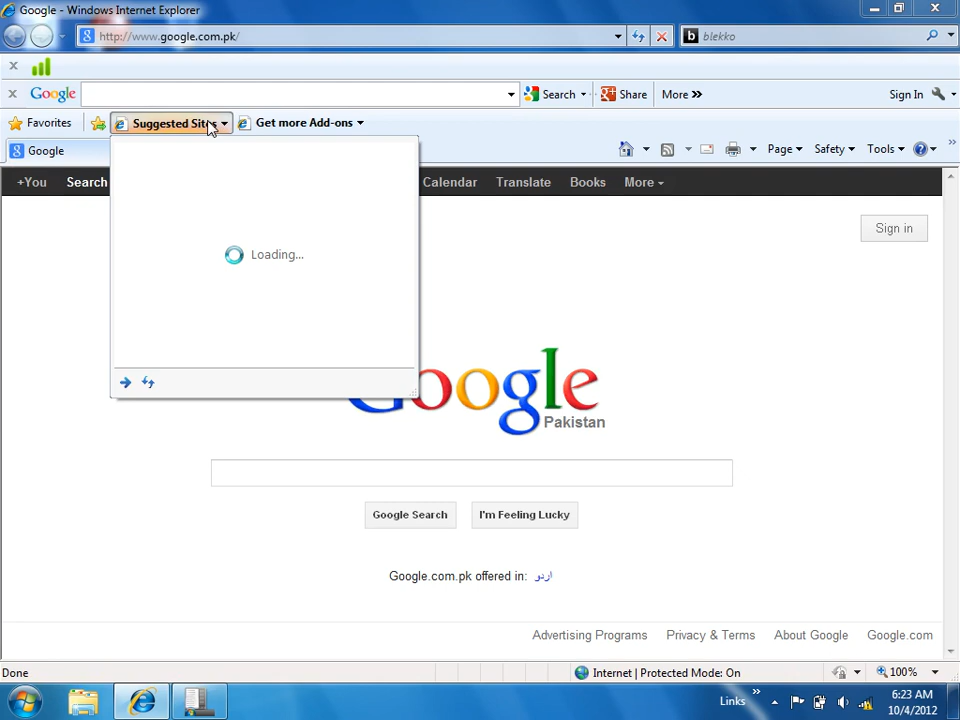 Google - Windows Internet Explorer
http://www.google.com.pk/
b blekko
Google Search Share More » Sign In
Favorites Suggested Sites Get more Add-ons
Google Page Safety Tools
+You Search Calendar Translate Books More
Sign in
Loading...
Google
Pakistan
Google Search I'm Feeling Lucky
Google.com.pk offered in: اردو
Advertising Programs Privacy & Terms About Google Google.com
Done Internet | Protected Mode: On 100%
Links 6:23 AM
10/4/2012